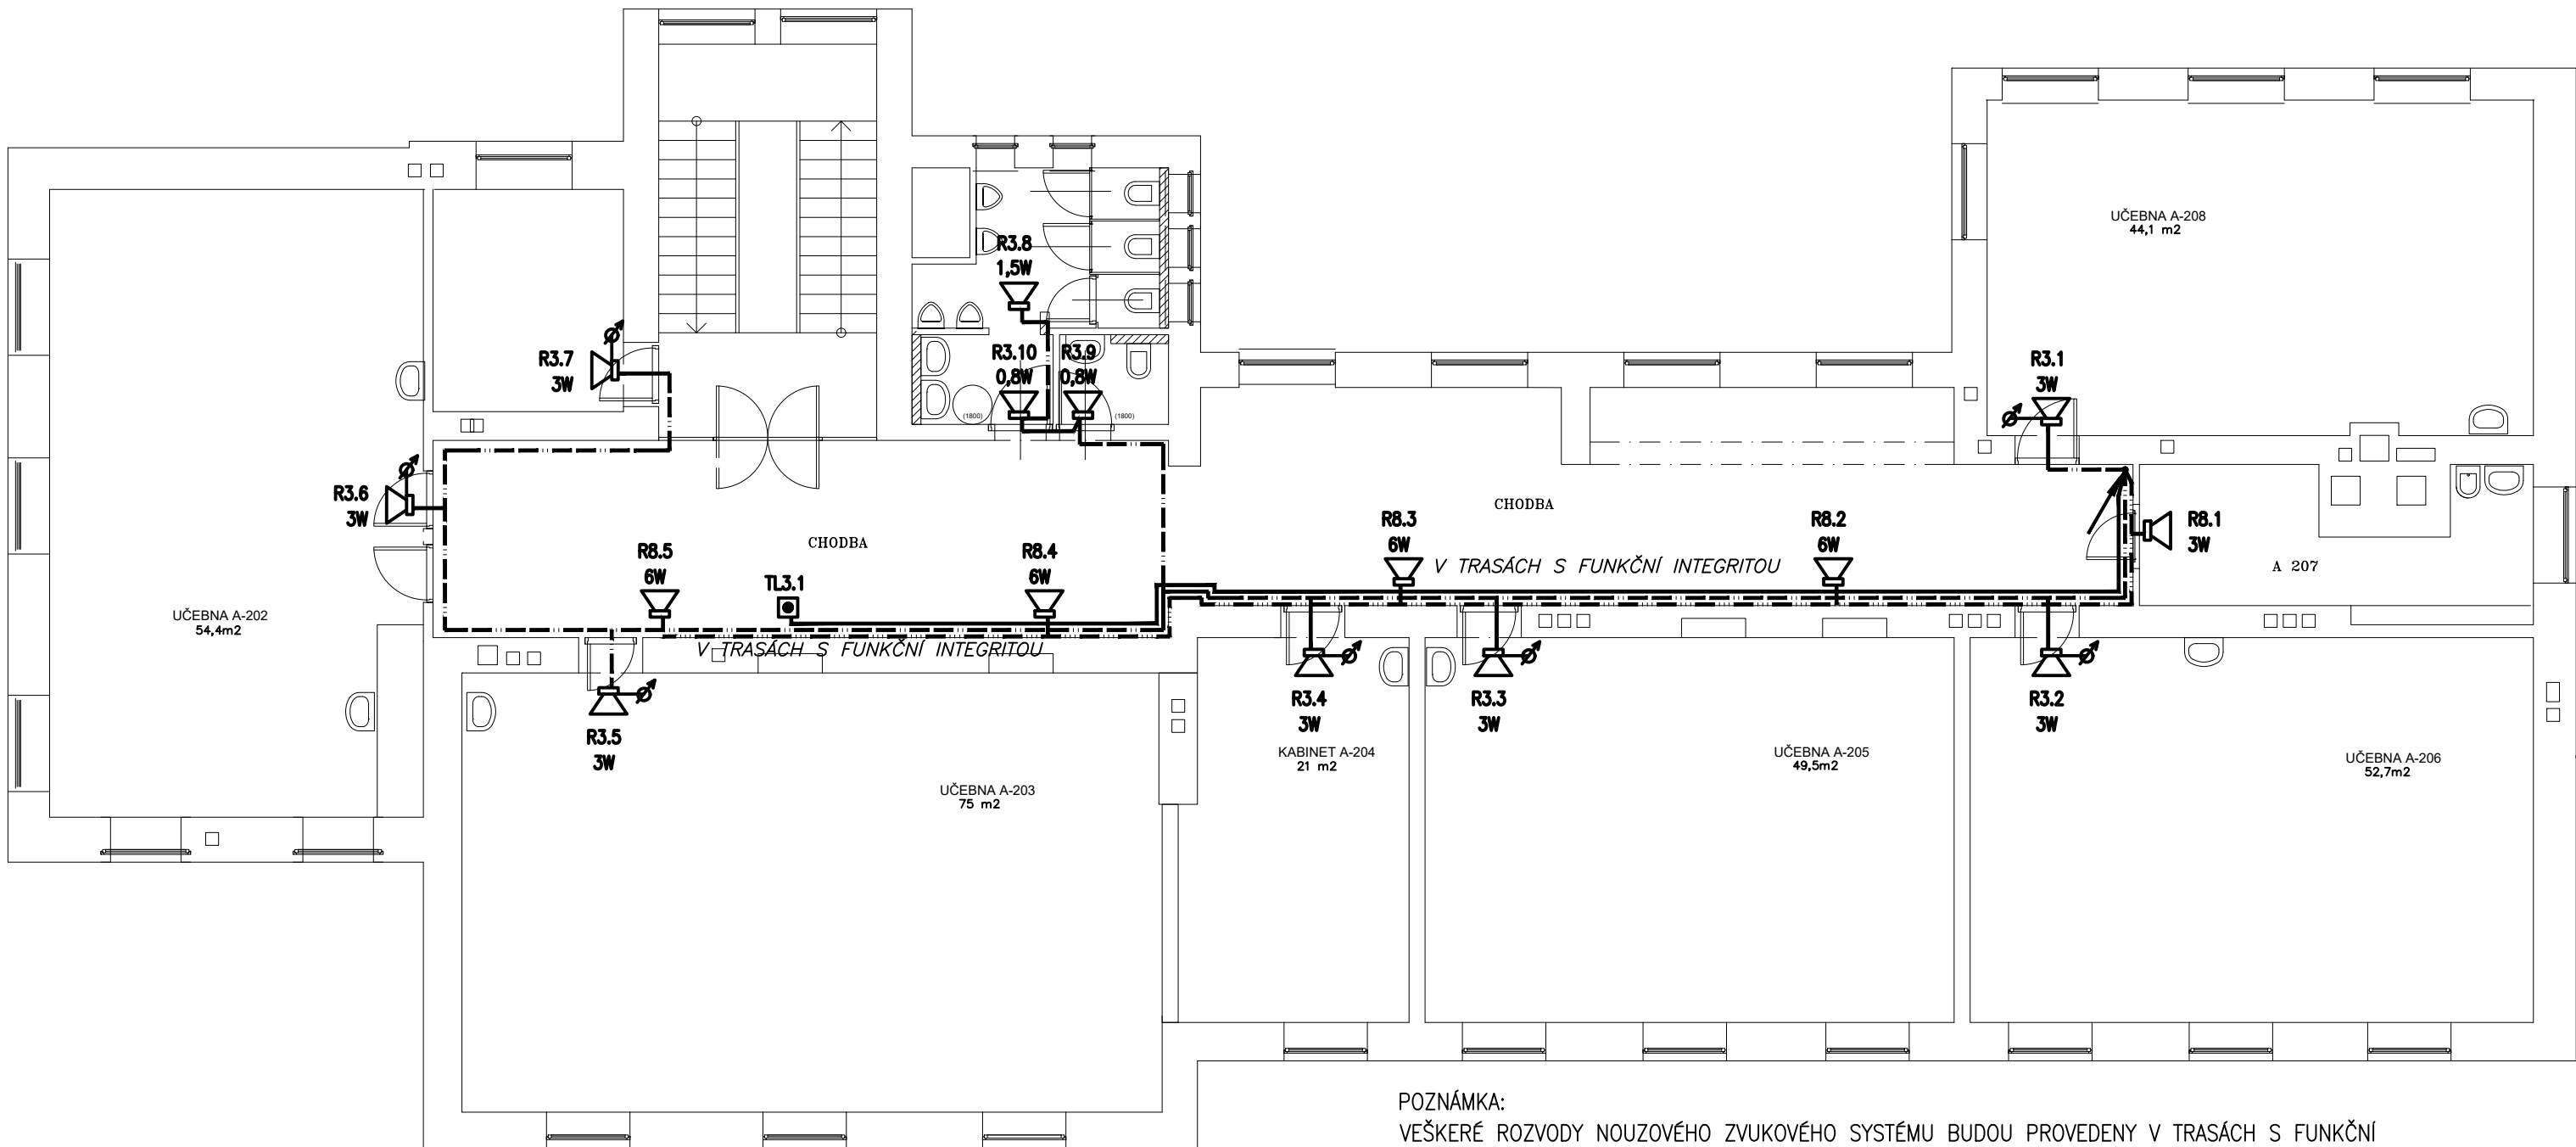 UČEBNA A-208
44,1 m2
R3.8
1,5W
R3.7
3W
R3.10
0,8W
R3.9
0,8W
(1800)
(1800)
R3.1
3W
R3.6
3W
CHODBA
CHODBA
R8.5
6W
TL3.1
R8.4
6W
R8.3
6W
R8.2
6W
R8.1
3W
V TRASÁCH S FUNKČNÍ INTEGRITOU
A 207
UČEBNA A-202
54,4m2
V TRASÁCH S FUNKČNÍ INTEGRITOU
R3.5
3W
R3.4
3W
R3.3
3W
R3.2
3W
KABINET A-204
21 m2
UČEBNA A-205
49,5m2
UČEBNA A-206
52,7m2
UČEBNA A-203
75 m2
POZNÁMKA:
VEŠKERÉ ROZVODY NOUZOVÉHO ZVUKOVÉHO SYSTÉMU BUDOU PROVEDENY V TRASÁCH S FUNKČNÍ